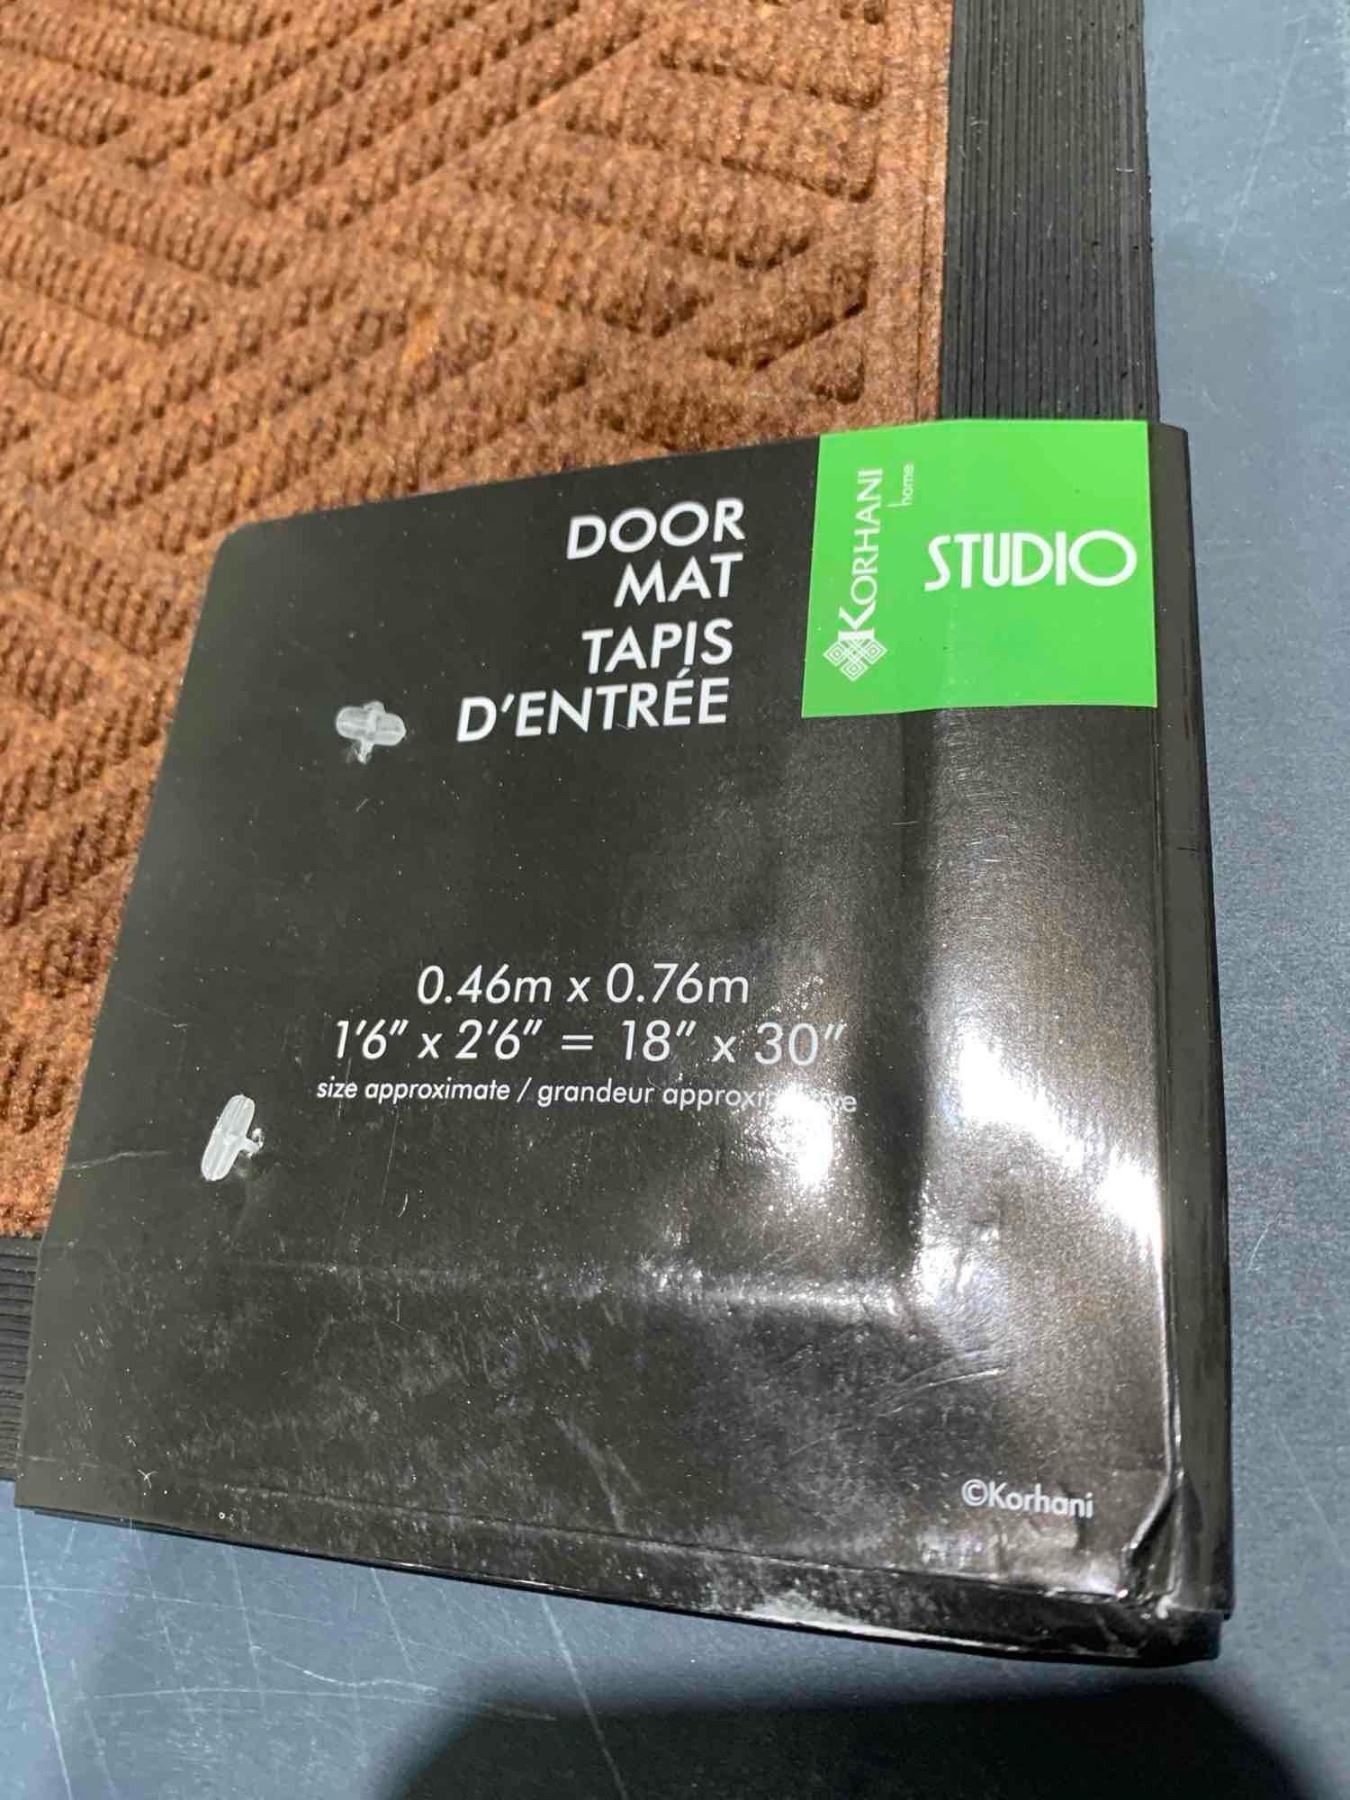 DOOR
MAT
TAPIS
D'ENTRÉE
KORHANI
home
STUDIO
0.46m x 0.76m
1'6" x 2'6" = 18" x 30"
size approximate / grandeur
©Korhani